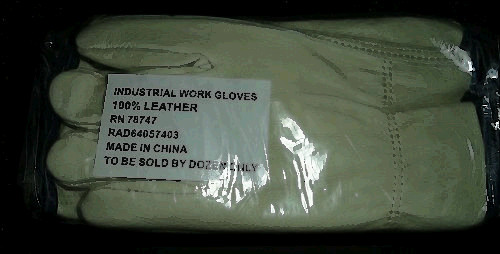 INDUSTRIAL WORK GLOVES
100% LEATHER
RN 78747
RAD64057403
MADE IN CHINA
TO BE SOLD BY DOZEN ONLY